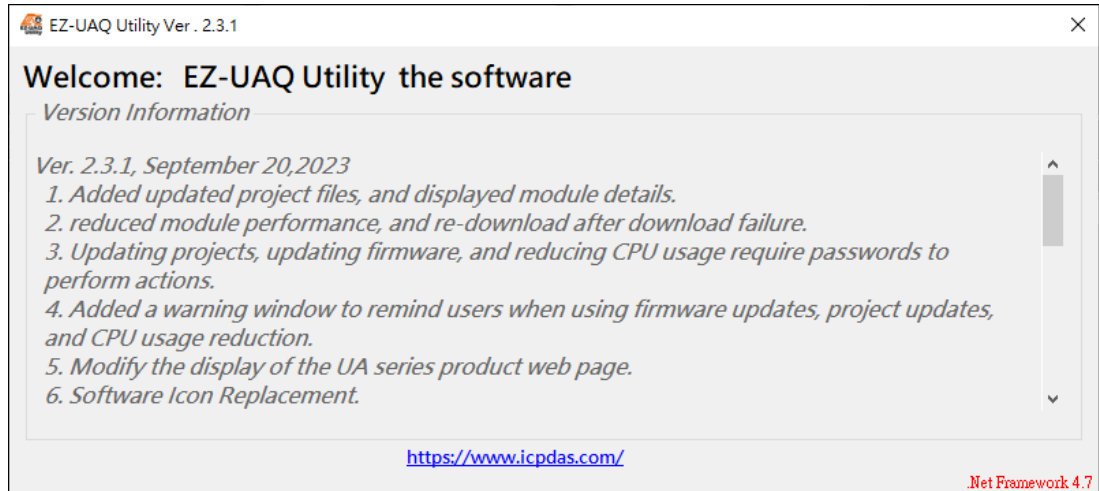 EZ-UAQ Utility Ver . 2.3.1
Welcome: EZ-UAQ Utility the software
Version Information
Ver. 2.3.1, September 20,2023
1. Added updated project files, and displayed module details.
2. reduced module performance, and re-download after download failure.
3. Updating projects, updating firmware, and reducing CPU usage require passwords to
perform actions.
4. Added a warning window to remind users when using firmware updates, project updates,
and CPU usage reduction.
5. Modify the display of the UA series product web page.
6. Software Icon Replacement.
https://www.icpdas.com/
.Net Framework 4.7